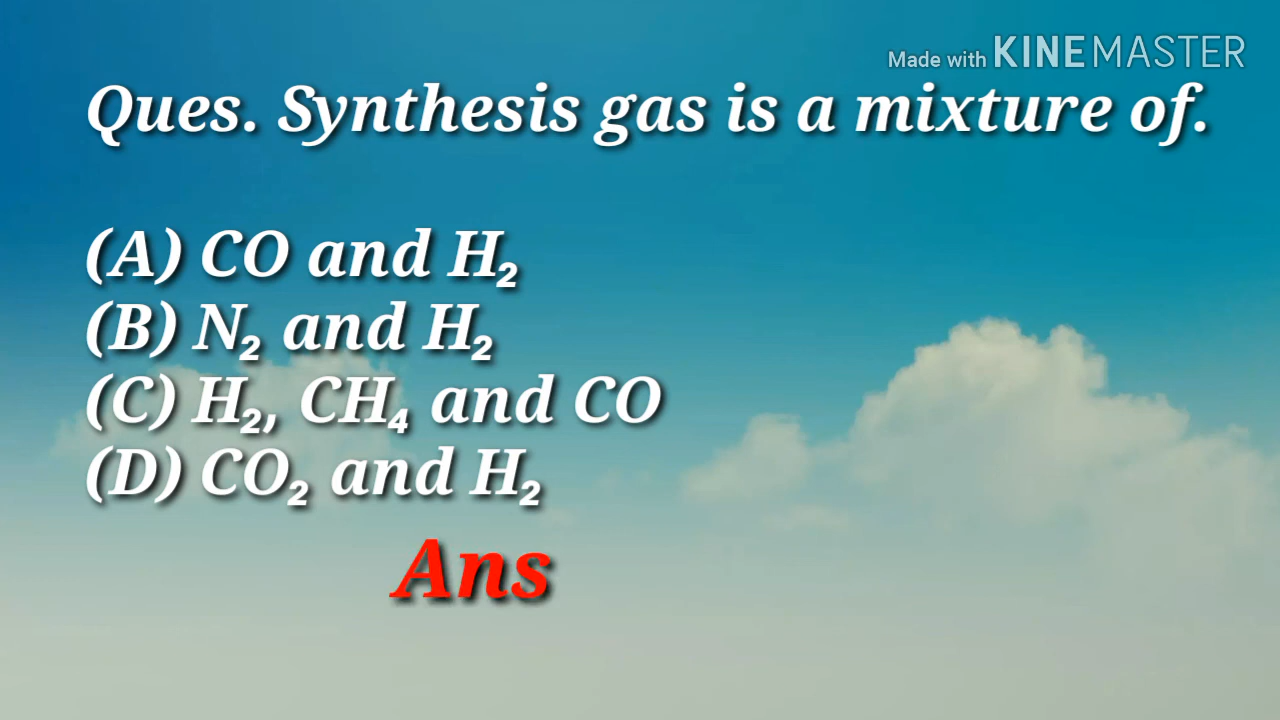 Made with KINEMASTER
Ques. Synthesis gas is a mixture of.
(A) CO and H₂
(B) N₂ and H₂
(C) H₂, CH₄ and CO
(D) CO₂ and H₂
Ans